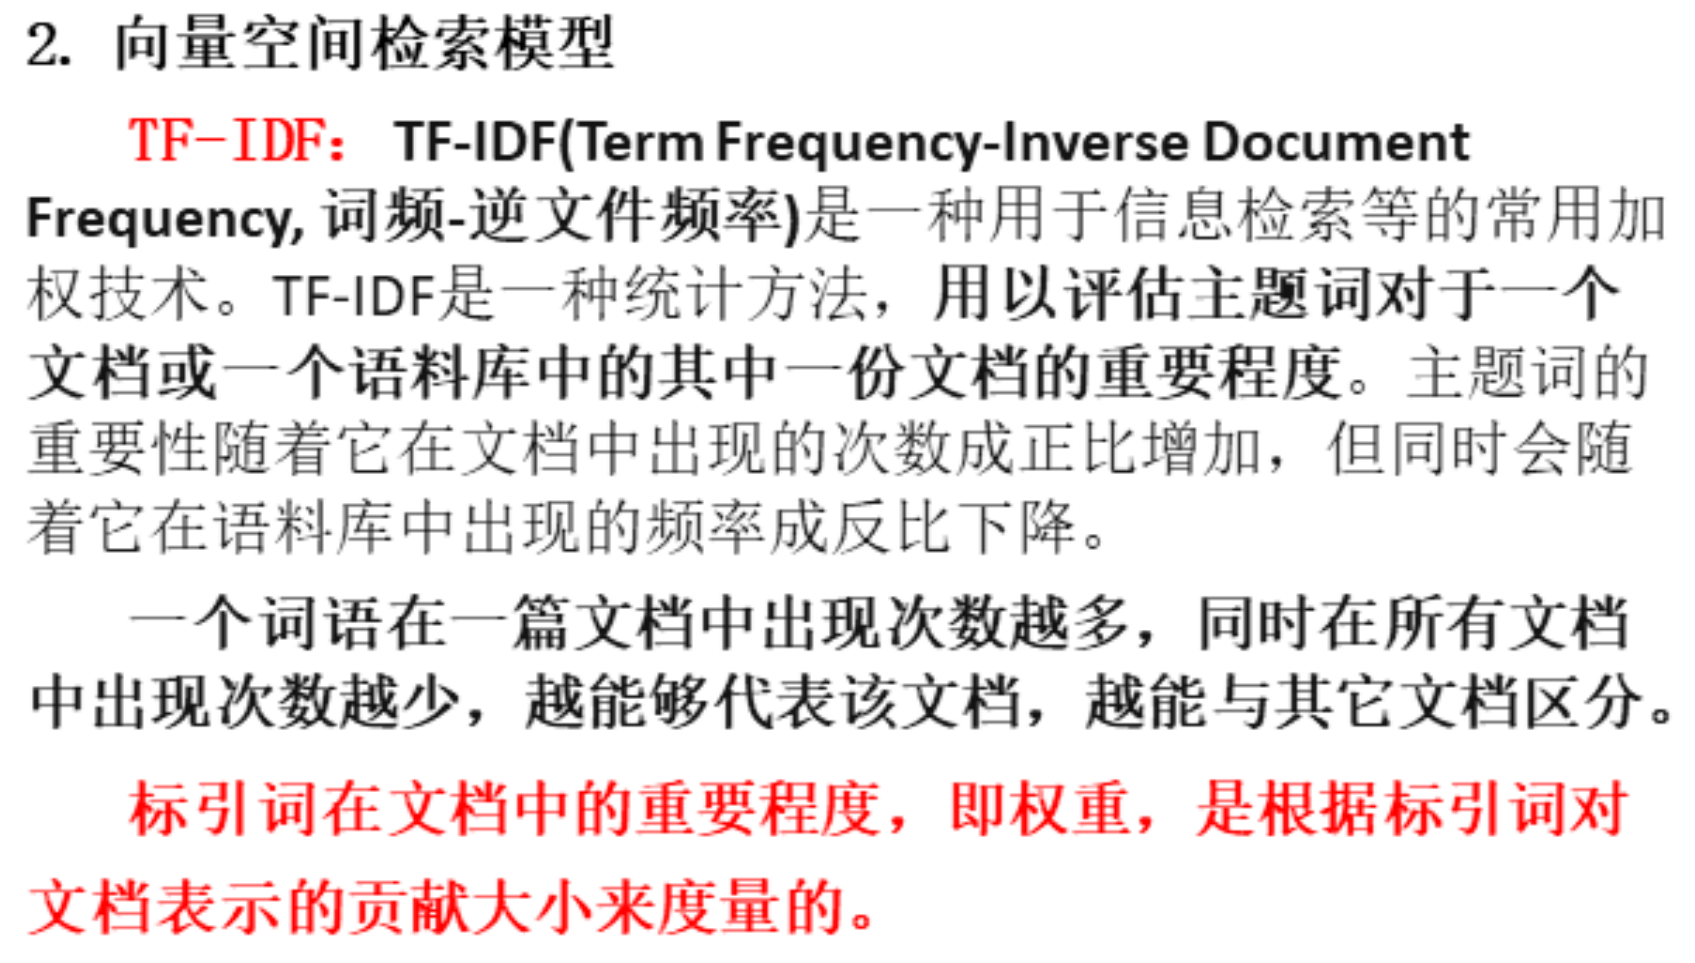 2. 向量空间检索模型
TF-IDF： TF-IDF(Term Frequency-Inverse Document
Frequency, 词频-逆文件频率)是一种用于信息检索等的常用加
权技术。TF-IDF是一种统计方法，用以评估主题词对于一个
文档或一个语料库中的其中一份文档的重要程度。主题词的
重要性随着它在文档中出现的次数成正比增加，但同时会随
着它在语料库中出现的频率成反比下降。
一个词语在一篇文档中出现次数越多，同时在所有文档
中出现次数越少，越能够代表该文档，越能与其它文档区分。
标引词在文档中的重要程度，即权重，是根据标引词对
文档表示的贡献大小来度量的。